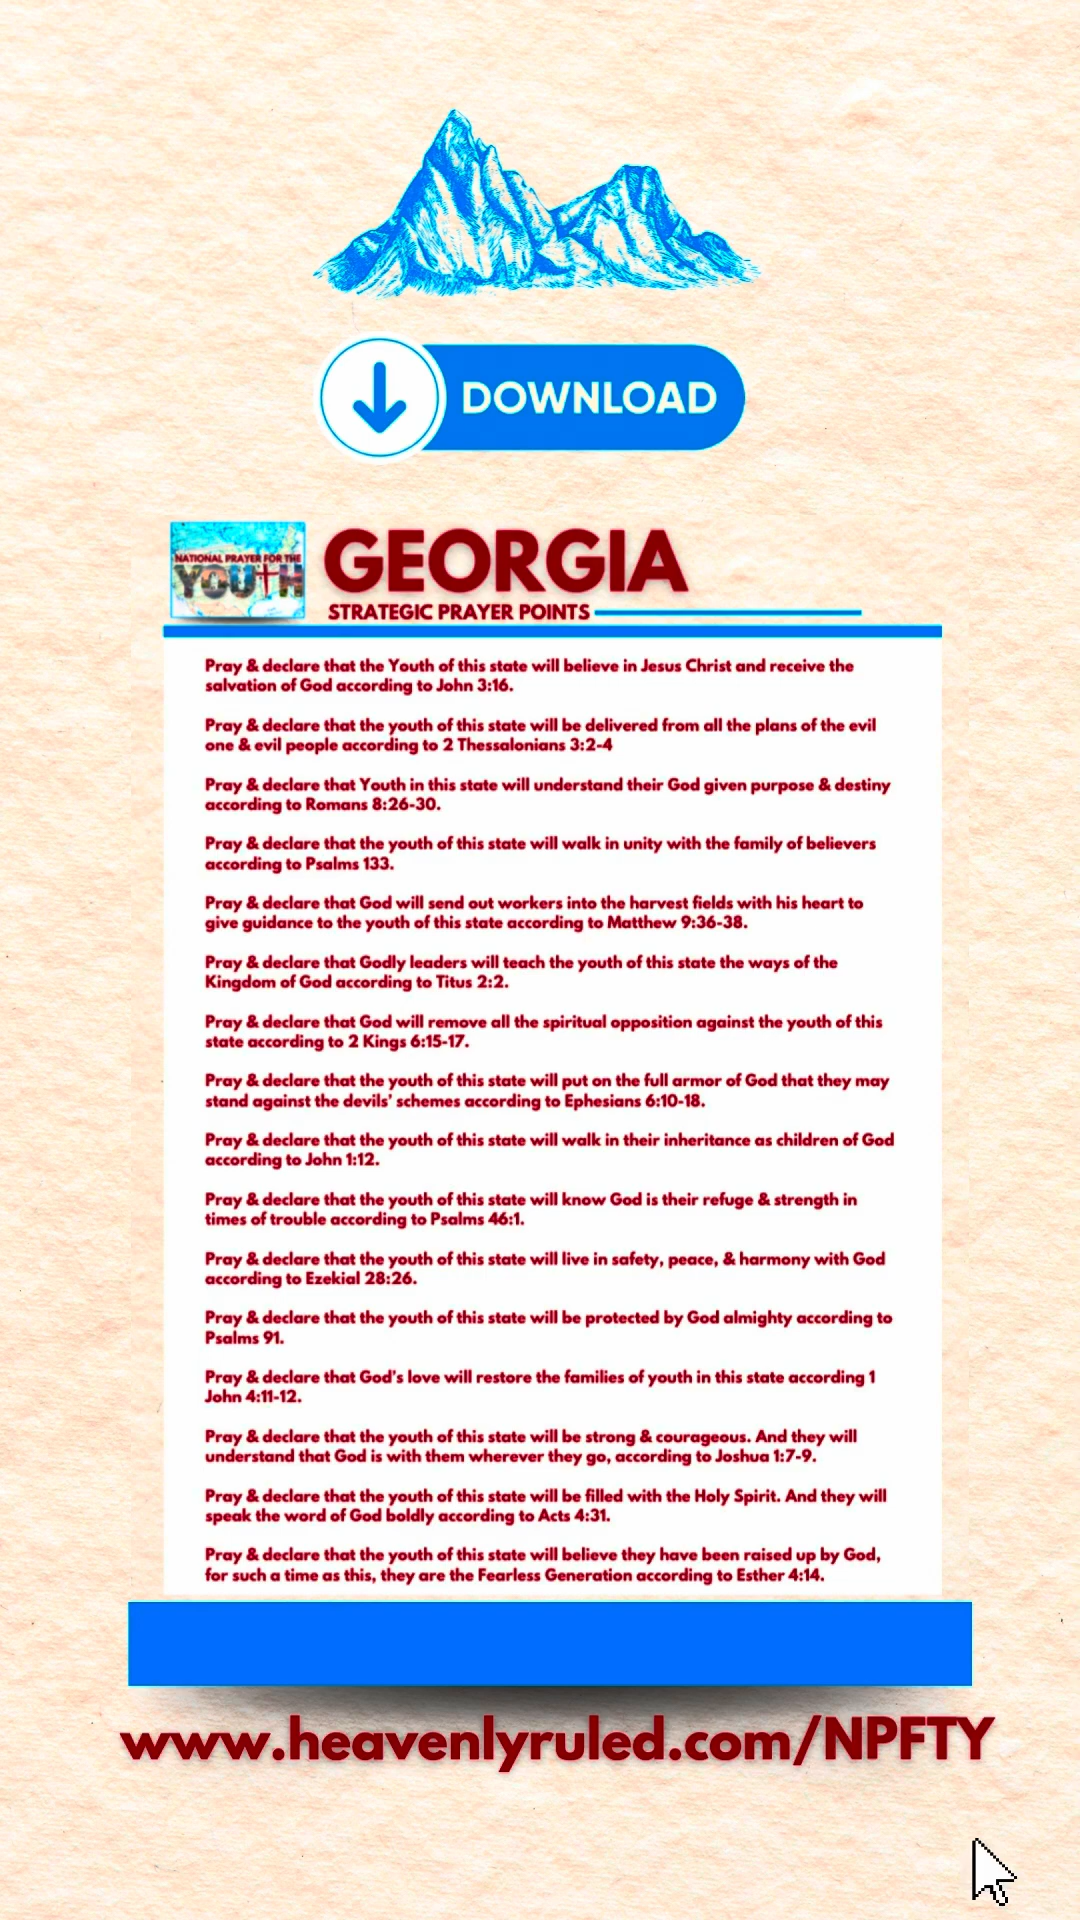 DOWNLOAD
NATIONAL PRAYER FOR THE
YOUTH
GEORGIA
STRATEGIC PRAYER POINTS
Pray & declare that the Youth of this state will believe in Jesus Christ and receive the
salvation of God according to John 3:16.
Pray & declare that the youth of this state will be delivered from all the plans of the evil
one & evil people according to 2 Thessalonians 3:2-4
Pray & declare that Youth in this state will understand their God given purpose & destiny
according to Romans 8:26-30.
Pray & declare that the youth of this state will walk in unity with the family of believers
according to Psalms 133.
Pray & declare that God will send out workers into the harvest fields with his heart to
give guidance to the youth of this state according to Matthew 9:36-38.
Pray & declare that Godly leaders will teach the youth of this state the ways of the
Kingdom of God according to Titus 2:2.
Pray & declare that God will remove all the spiritual opposition against the youth of this
state according to 2 Kings 6:15-17.
Pray & declare that the youth of this state will put on the full armor of God that they may
stand against the devils' schemes according to Ephesians 6:10-18.
Pray & declare that the youth of this state will walk in their inheritance as children of God
according to John 1:12.
Pray & declare that the youth of this state will know God is their refuge & strength in
times of trouble according to Psalms 46:1.
Pray & declare that the youth of this state will live in safety, peace, & harmony with God
according to Ezekial 28:26.
Pray & declare that the youth of this state will be protected by God almighty according to
Psalms 91.
Pray & declare that God's love will restore the families of youth in this state according 1
John 4:11-12.
Pray & declare that the youth of this state will be strong & courageous. And they will
understand that God is with them wherever they go, according to Joshua 1:7-9.
Pray & declare that the youth of this state will be filled with the Holy Spirit. And they will
speak the word of God boldly according to Acts 4:31.
Pray & declare that the youth of this state will believe they have been raised up by God,
for such a time as this, they are the Fearless Generation according to Esther 4:14.
www.heavenlyruled.com/NPFTY